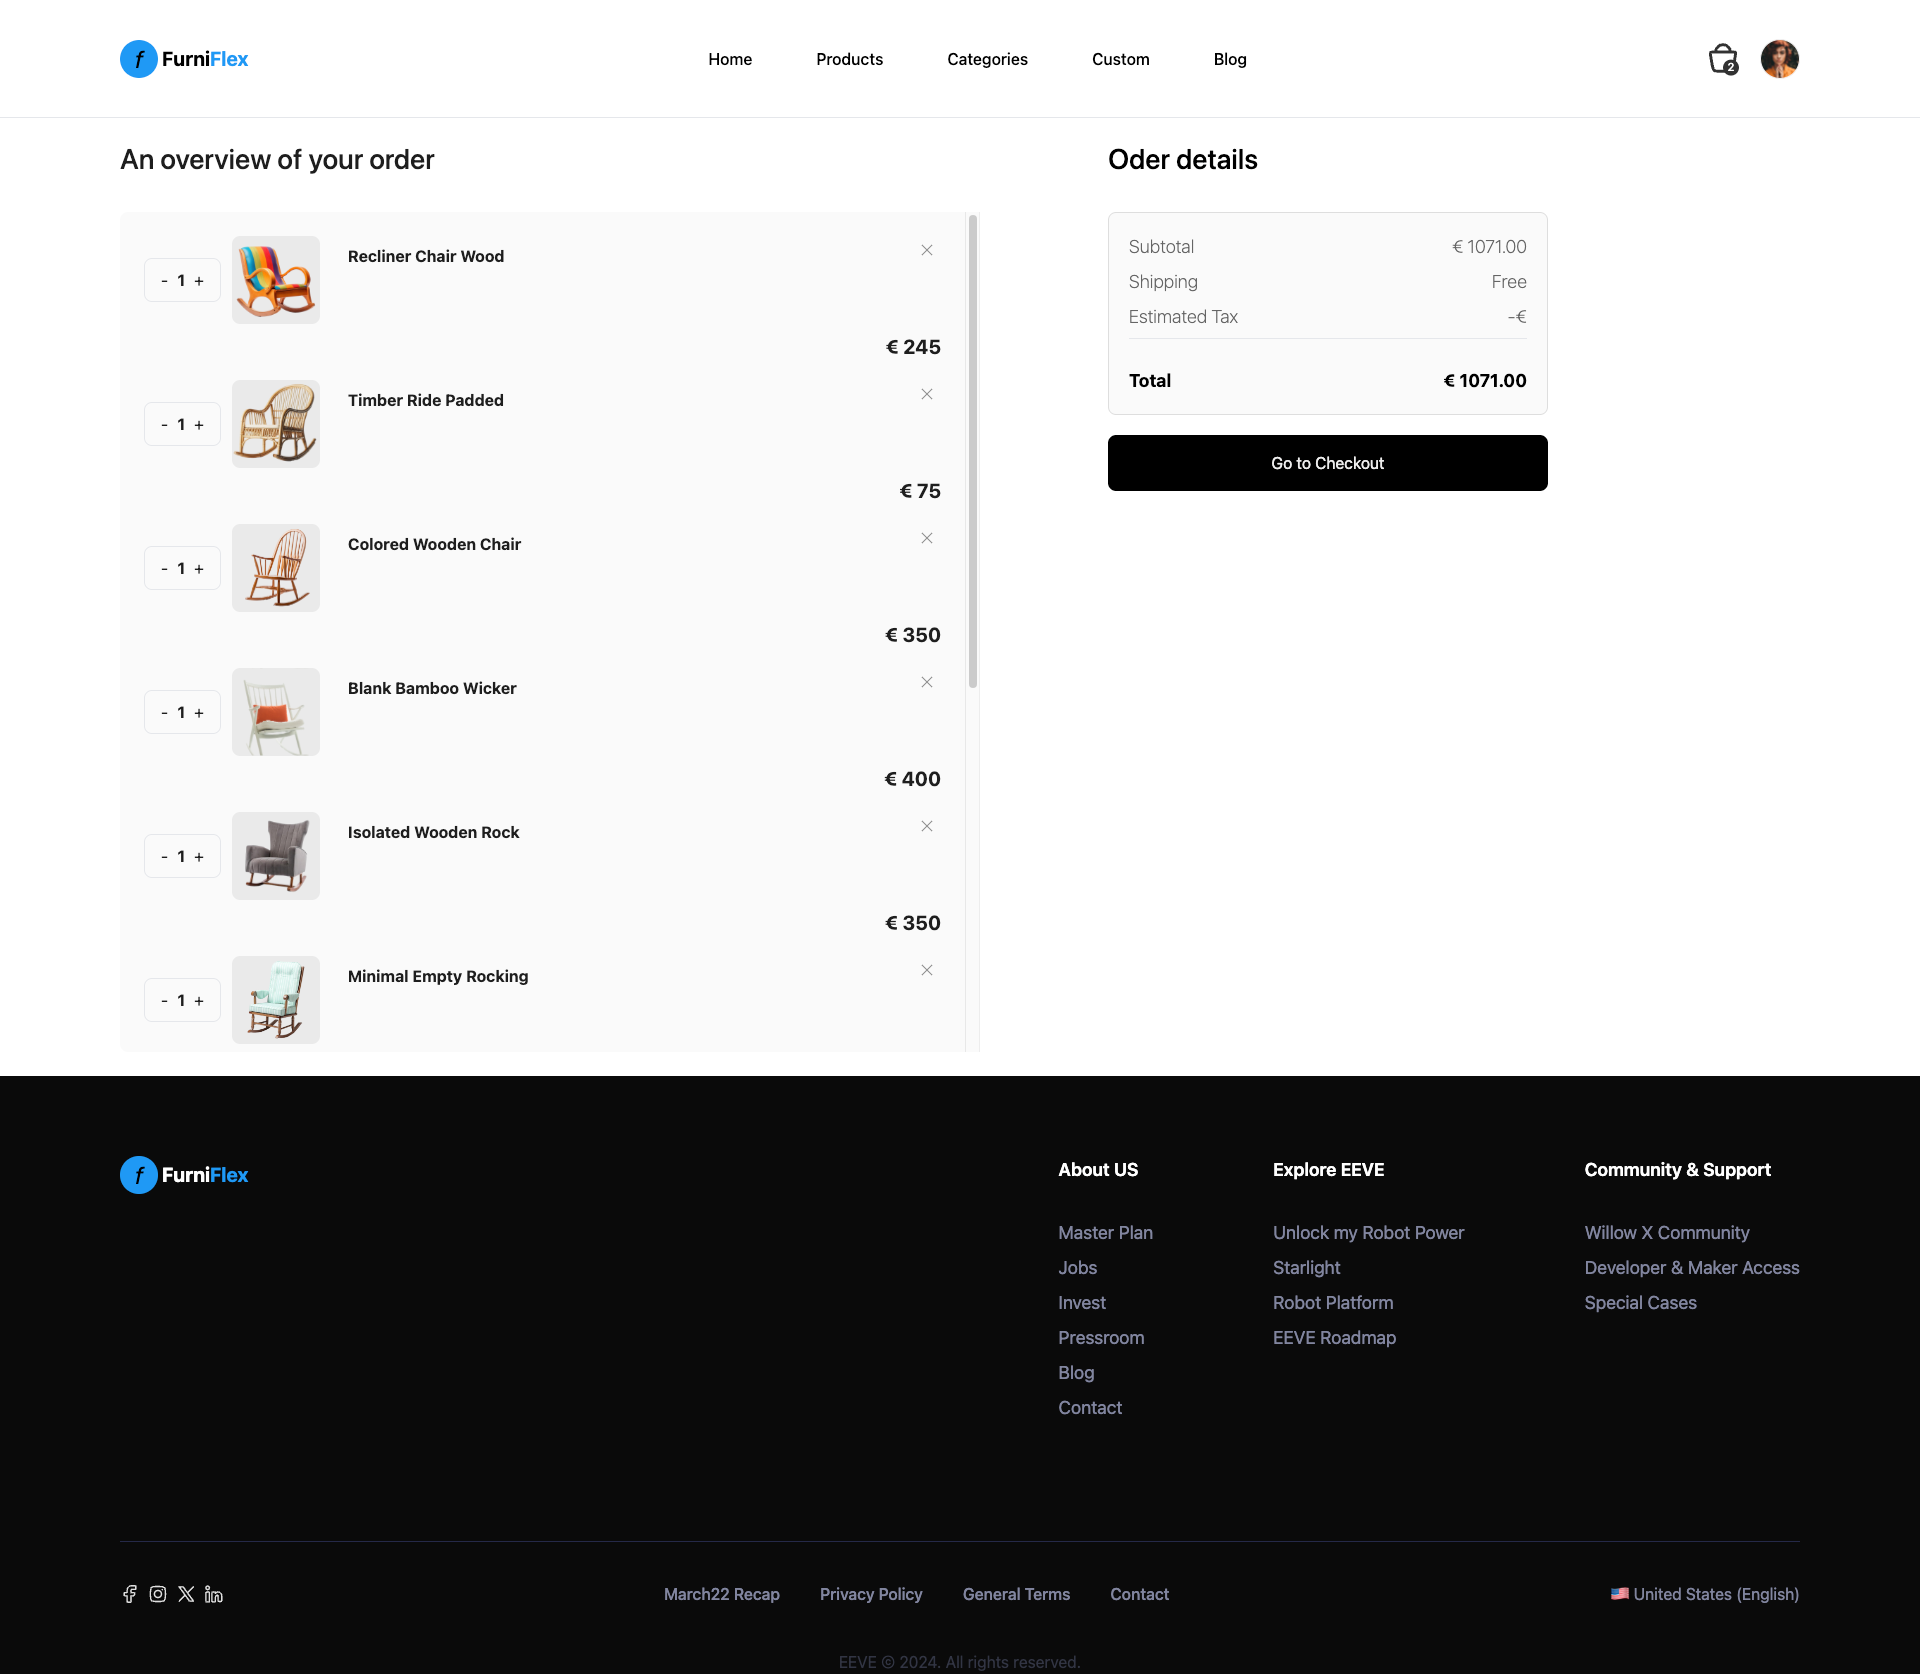 f FurniFlex
Home Products Categories Custom Blog
2
An overview of your order
- 1 +
Recliner Chair Wood
€ 245
- 1 +
Timber Ride Padded
€ 75
- 1 +
Colored Wooden Chair
€ 350
- 1 +
Blank Bamboo Wicker
€ 400
- 1 +
Isolated Wooden Rock
€ 350
- 1 +
Minimal Empty Rocking
Oder details
Subtotal € 1071.00
Shipping Free
Estimated Tax -€
Total € 1071.00
Go to Checkout
f FurniFlex
About US
Master Plan
Jobs
Invest
Pressroom
Blog
Contact
Explore EEVE
Unlock my Robot Power
Starlight
Robot Platform
EEVE Roadmap
Community & Support
Willow X Community
Developer & Maker Access
Special Cases
March22 Recap Privacy Policy General Terms Contact
United States (English)
EEVE © 2024. All rights reserved.